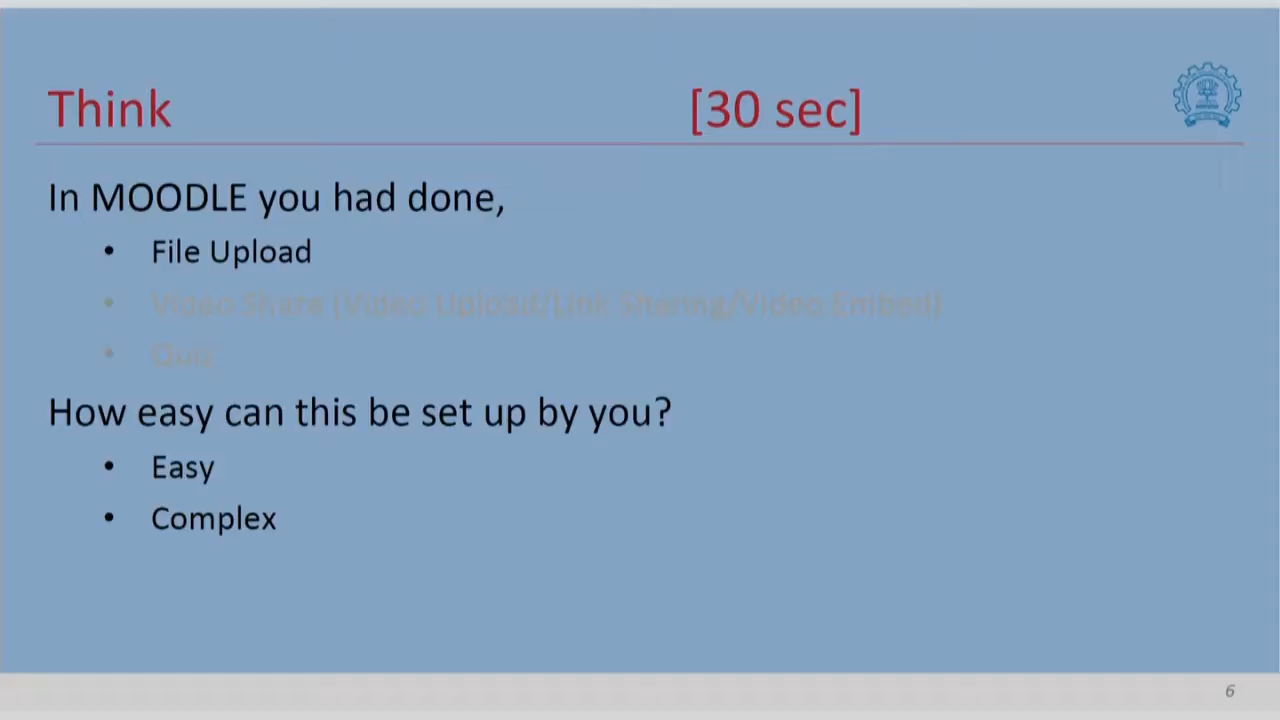 Think [30 sec]
In MOODLE you had done,
• File Upload
• Video Share (Video Upload/Link Sharing/Video Embed)
• Quiz
How easy can this be set up by you?
• Easy
• Complex
6